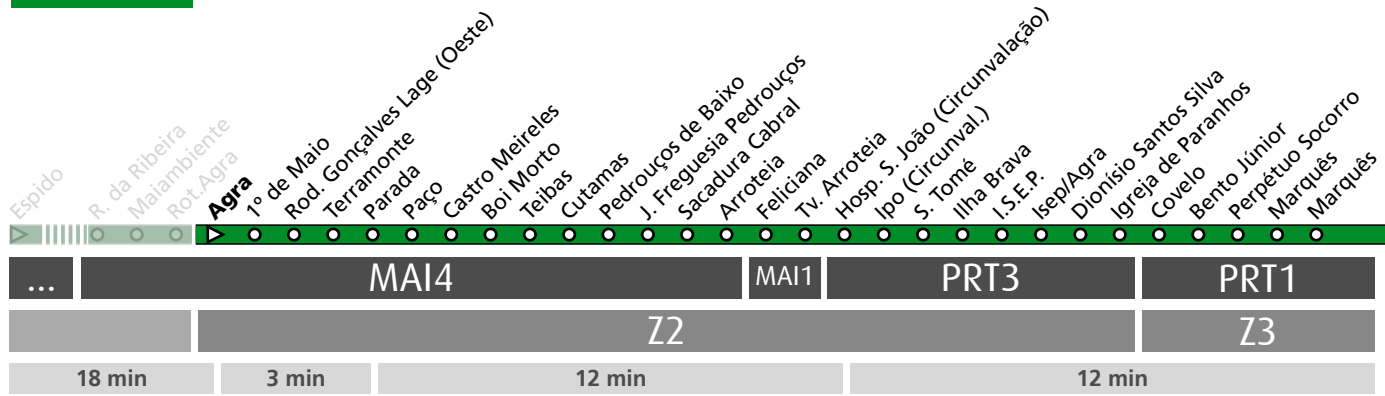 Espido
R. da Ribeira
Maiambiente
Rot.Agra
Agra
1º de Maio
Rod. Gonçalves Lage (Oeste)
Terramonte
Parada
Paço
Castro Meireles
Boi Morto
Teibas
Cutamas
Pedrouços de Baixo
J. Freguesia Pedrouços
Sacadura Cabral
Arroteia
Feliciana
Tv. Arroteia
Hosp. S. João (Circunvalação)
Ipo (Circunval.)
S. Tomé
Ilha Brava
I.S.E.P.
Isep/Agra
Dionísio Santos Silva
Igreja de Paranhos
Covelo
Bento Júnior
Perpétuo Socorro
Marquês
Marquês
... MAI4 MAI1 PRT3 PRT1
Z2 Z3
18 min 3 min 12 min 12 min